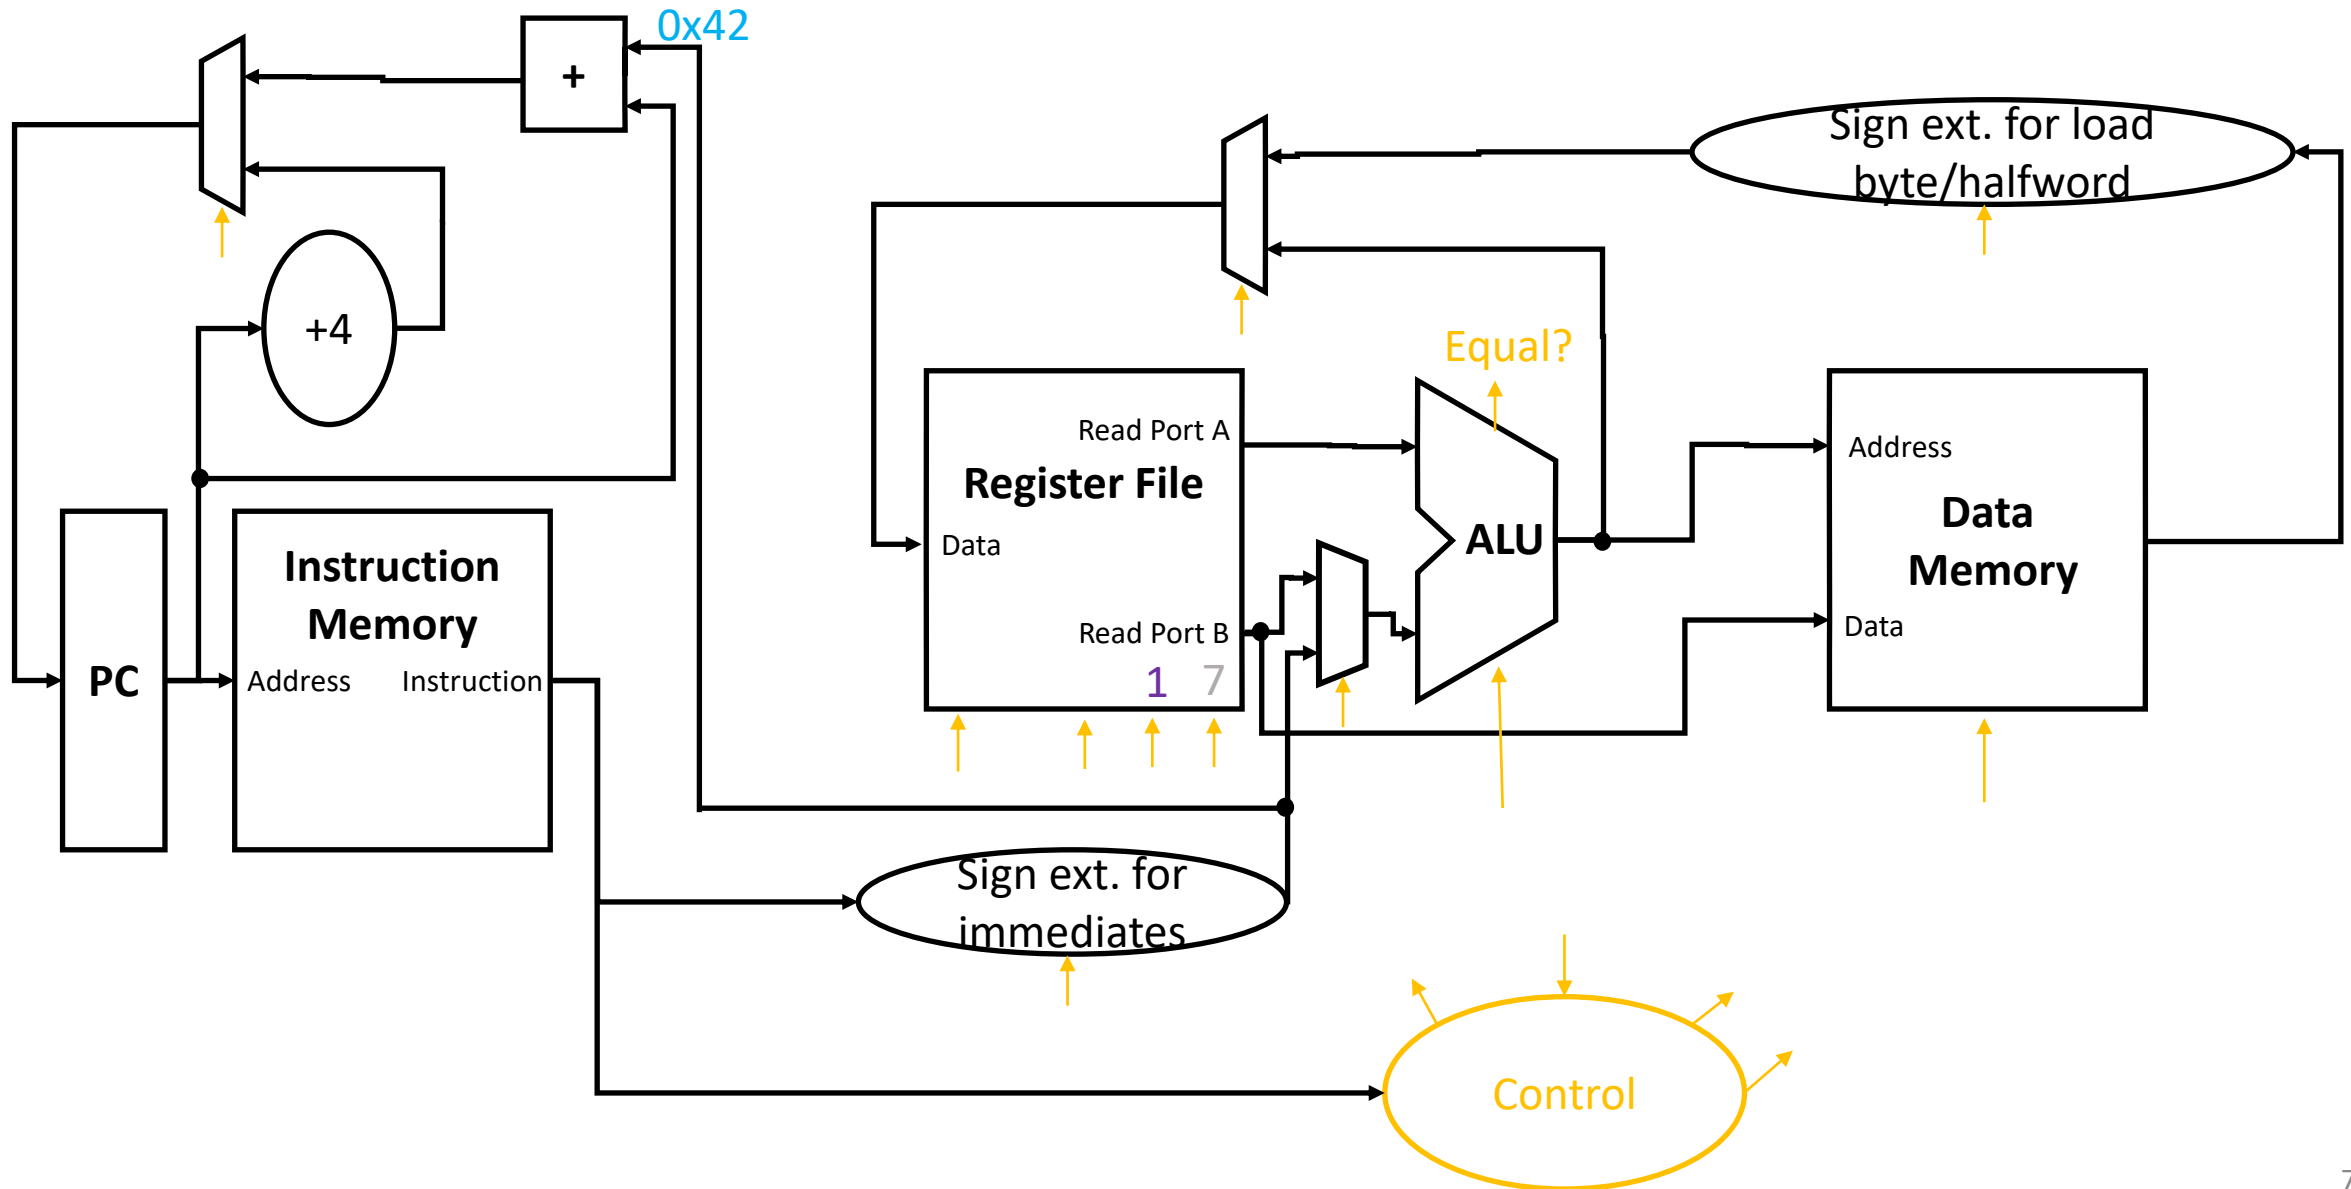 0x42
+
Sign ext. for load
byte/halfword
+4
Equal?
Read Port A
Register File
Data
Read Port B
1 7
ALU
Address
Data
Memory
Data
Instruction
Memory
PC
Address Instruction
Sign ext. for
immediates
Control
7